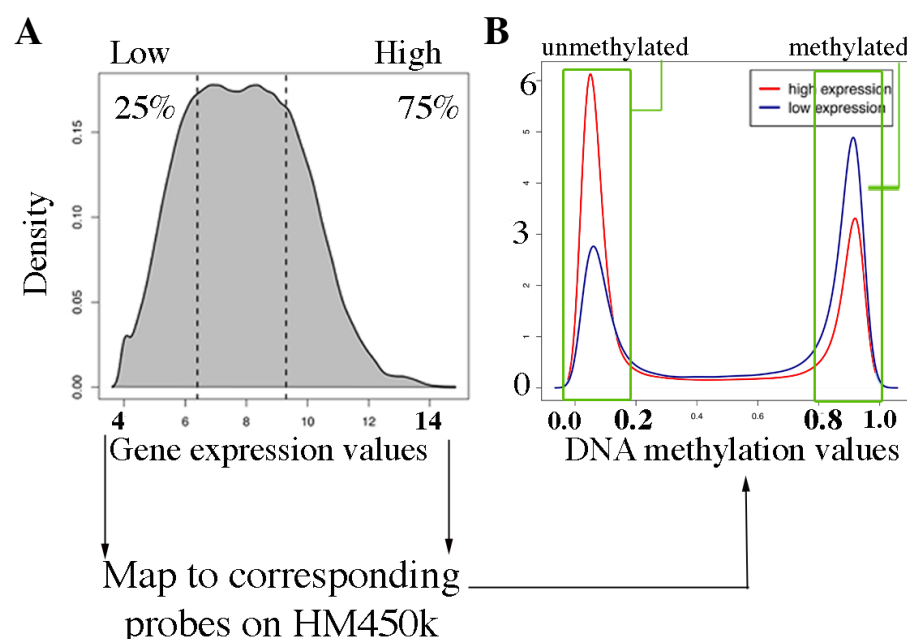 A
Low
High
25%
75%
Density
0.00
0.05
0.10
0.15
4
6
8
10
12
14
Gene expression values
Map to corresponding
probes on HM450k
B
unmethylated
methylated
high expression
low expression
0
1
2
3
4
5
6
0.0
0.2
0.4
0.6
0.8
1.0
DNA methylation values